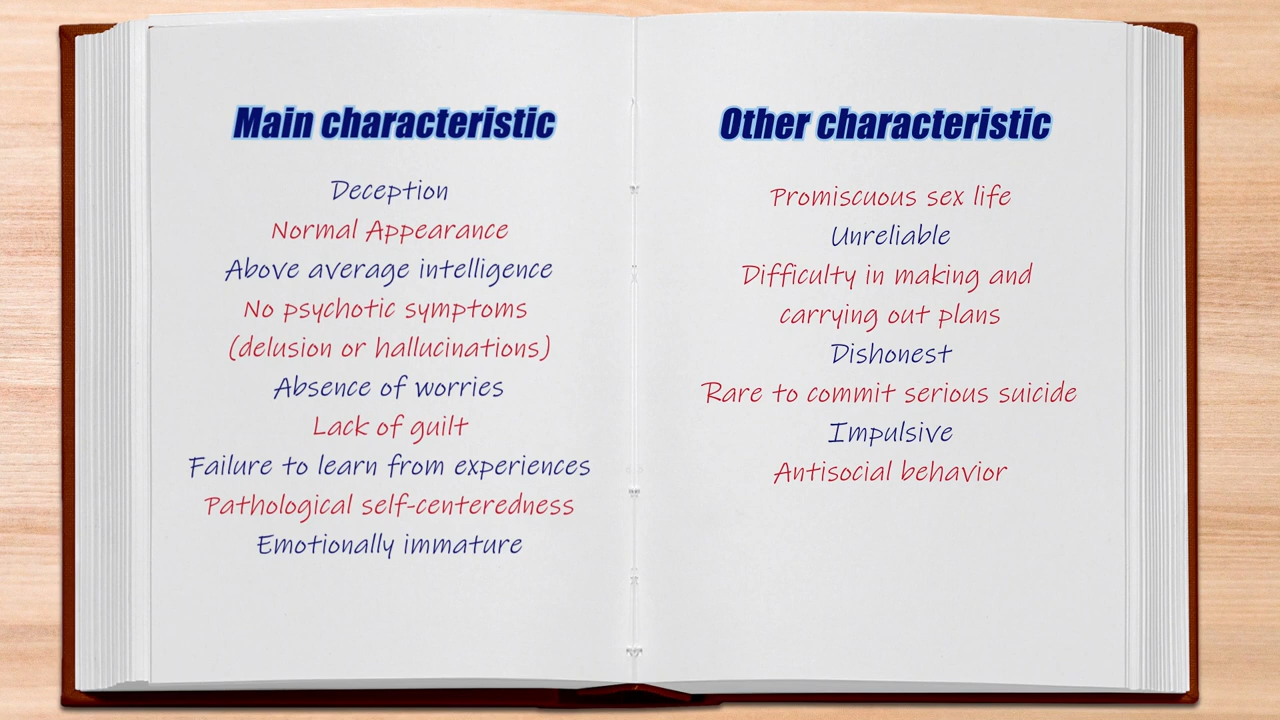 Main characteristic
Deception
Normal Appearance
Above average intelligence
No psychotic symptoms
(delusion or hallucinations)
Absence of worries
Lack of guilt
Failure to learn from experiences
Pathological self-centeredness
Emotionally immature
Other characteristic
Promiscuous sex life
Unreliable
Difficulty in making and
carrying out plans
Dishonest
Rare to commit serious suicide
Impulsive
Antisocial behavior